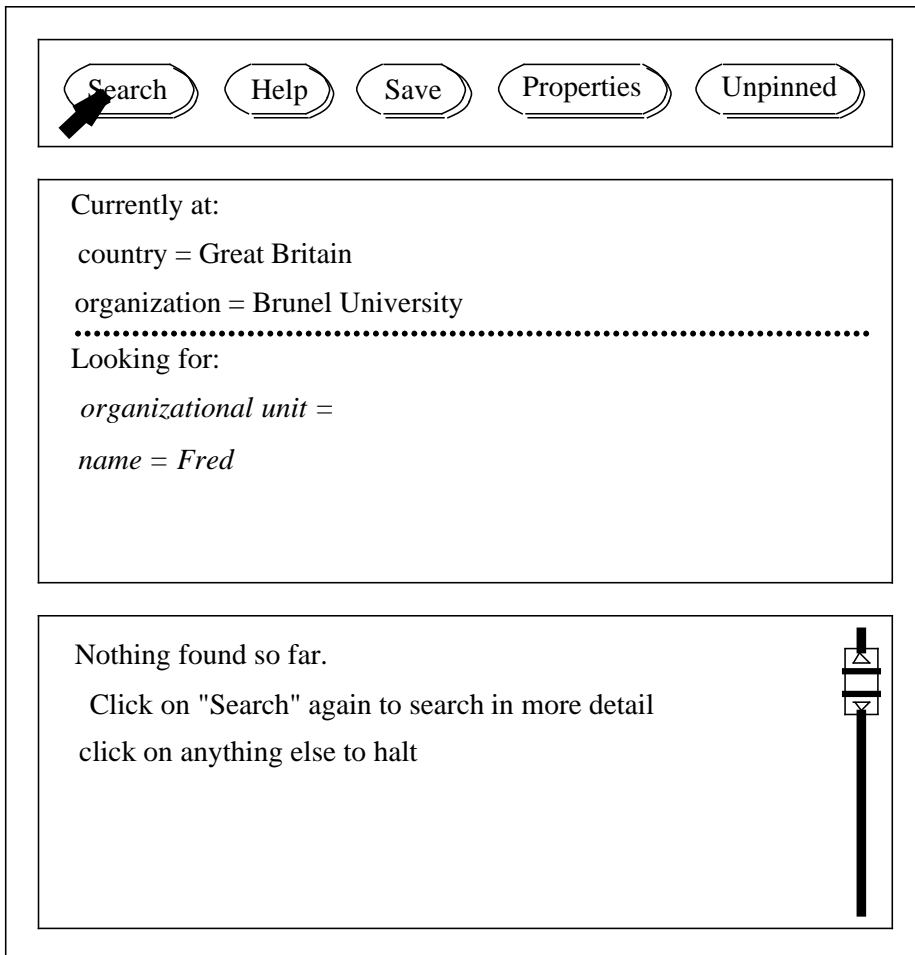 Search Help Save Properties Unpinned
Currently at:
country = Great Britain
organization = Brunel University
Looking for:
organizational unit =
name = Fred
Nothing found so far.
Click on "Search" again to search in more detail
click on anything else to halt